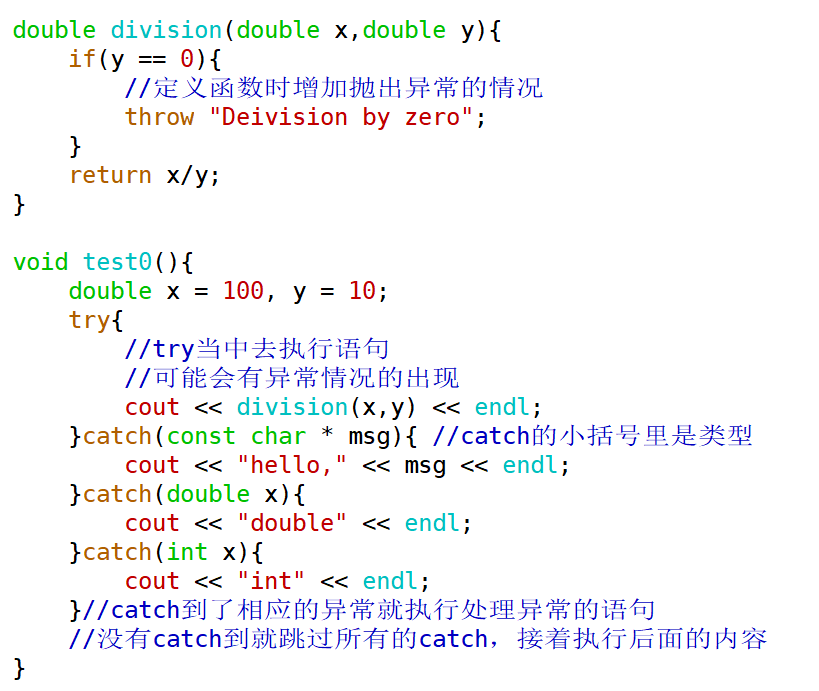 double division(double x,double y){
    if(y == 0){
        //定义函数时增加抛出异常的情况
        throw "Deivision by zero";
    }
    return x/y;
}

void test0(){
    double x = 100, y = 10;
    try{
        //try当中去执行语句
        //可能会有异常情况的出现
        cout << division(x,y) << endl;
    }catch(const char * msg){ //catch的小括号里是类型
        cout << "hello," << msg << endl;
    }catch(double x){
        cout << "double" << endl;
    }catch(int x){
        cout << "int" << endl;
    }//catch到了相应的异常就执行处理异常的语句
    //没有catch到就跳过所有的catch，接着执行后面的内容
}